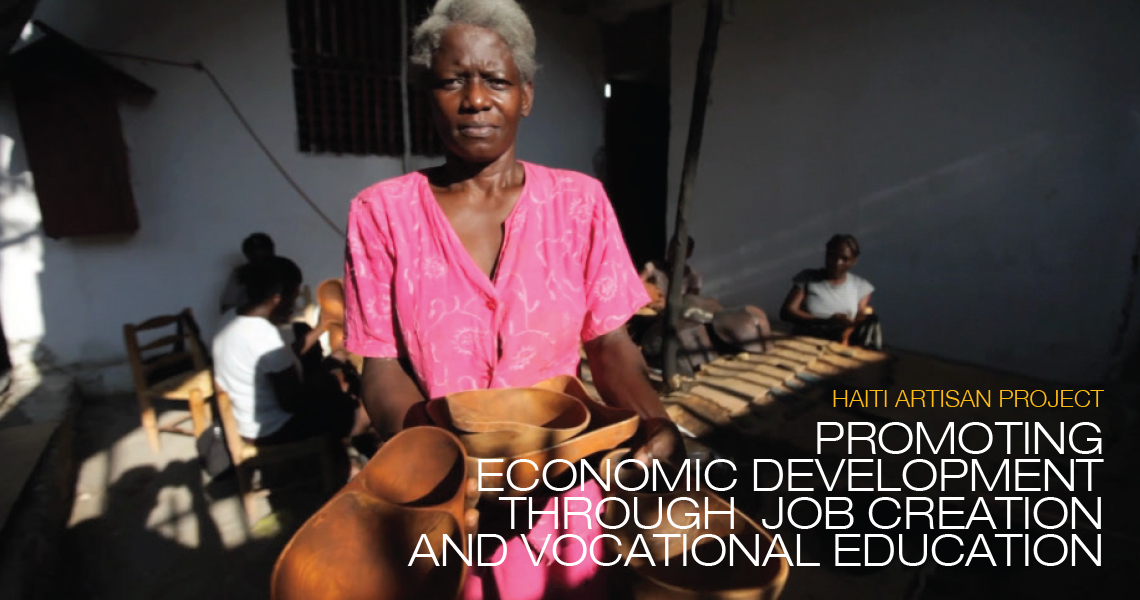 HAITI ARTISAN PROJECT
PROMOTING
ECONOMIC DEVELOPMENT
THROUGH JOB CREATION
AND VOCATIONAL EDUCATION